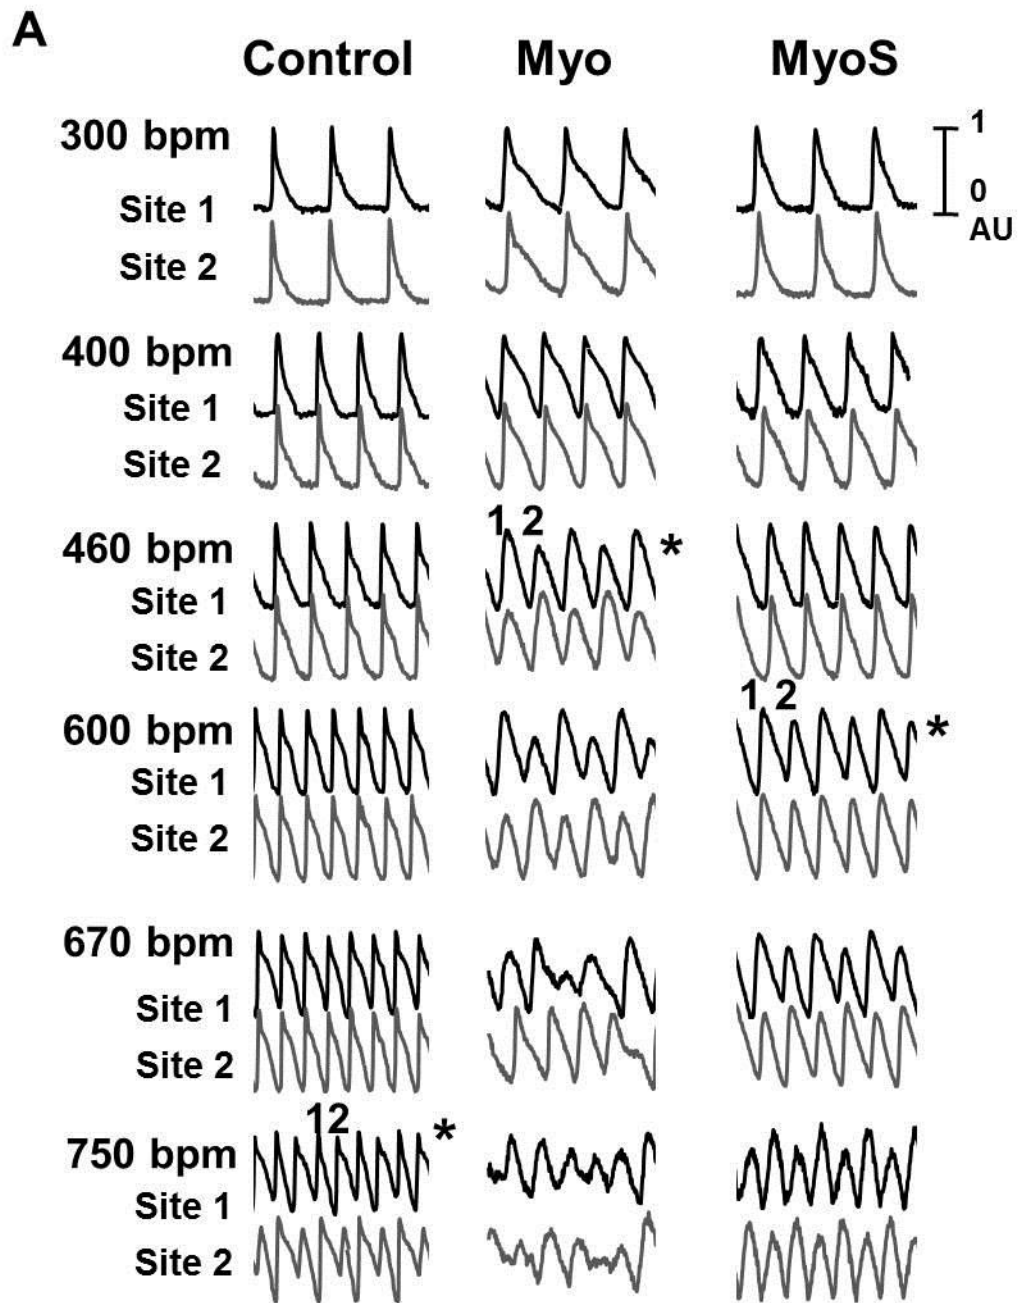 A
Control Myo MyoS
300 bpm
1
Site 1
0
AU
Site 2
400 bpm
Site 1
Site 2
1 2
460 bpm *
Site 1
Site 2
1 2
600 bpm *
Site 1
Site 2
670 bpm
Site 1
Site 2
12 *
750 bpm
Site 1
Site 2